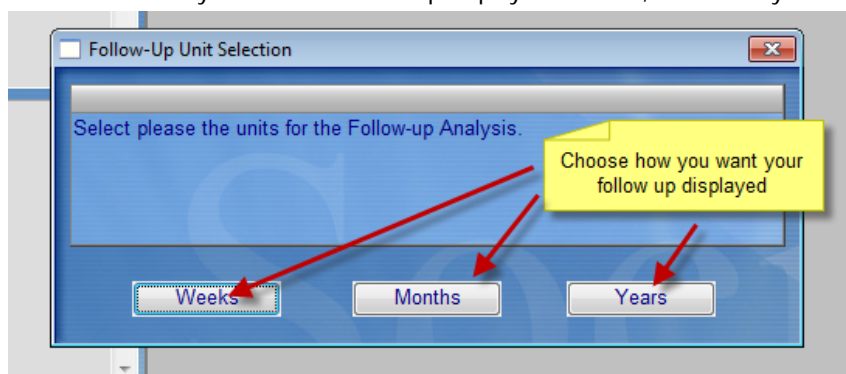 Follow-Up Unit Selection
Select please the units for the Follow-up Analysis.
Choose how you want your
follow up displayed
Weeks Months Years